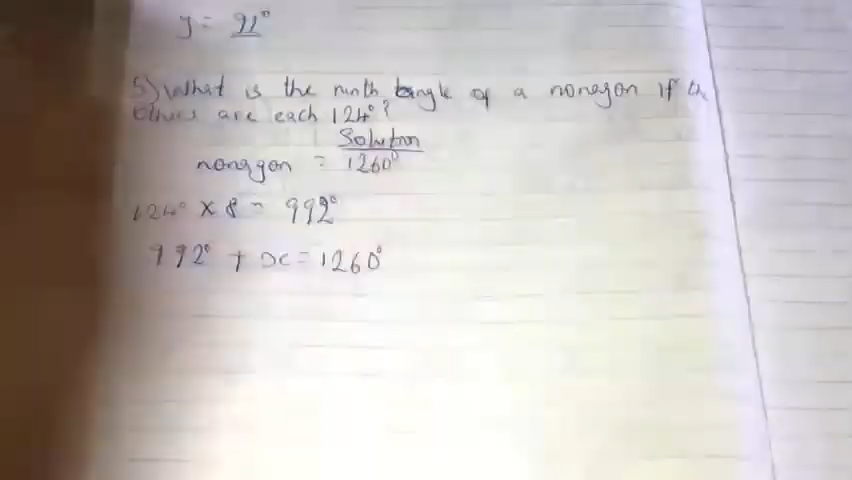 y = 91°
5) What is the ninth angle of a nonagon if the
others are each 124°?
Solution
nonagon = 1260°
124° × 8 = 992°
992° + x = 1260°